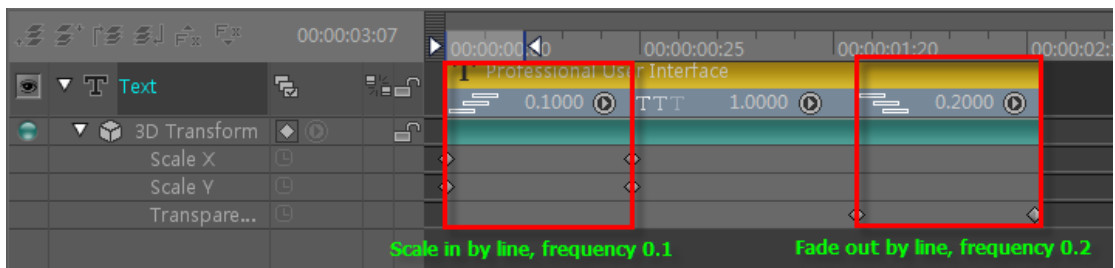 00:00:03:07
00:00:00:00 00:00:00:25 00:00:01:20 00:00:02:
Text
T Professional User Interface
0.1000 TTT 1.0000 0.2000
3D Transform
Scale X
Scale Y
Transpare...
Scale in by line, frequency 0.1
Fade out by line, frequency 0.2